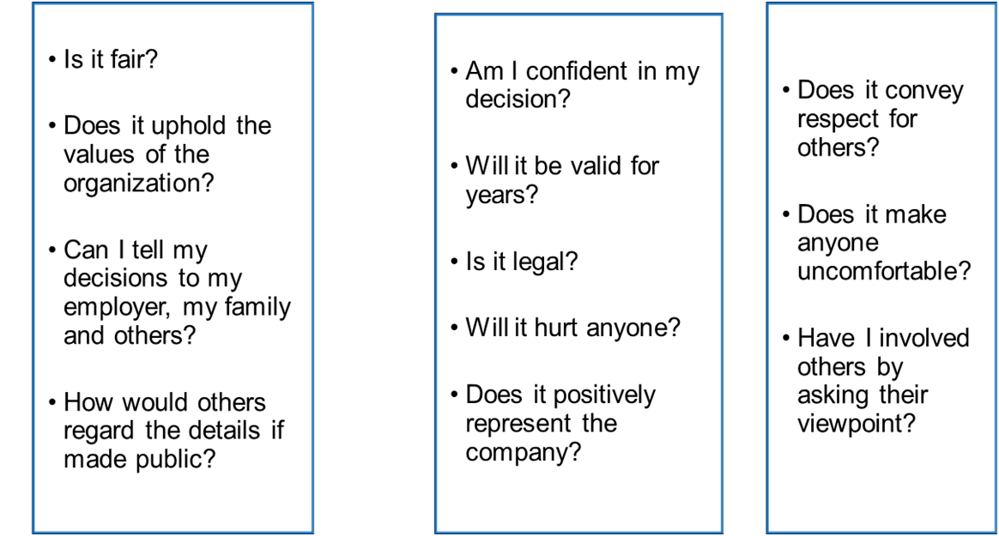 • Is it fair?
• Does it uphold the
values of the
organization?
• Can I tell my
decisions to my
employer, my family
and others?
• How would others
regard the details if
made public?
• Am I confident in my
decision?
• Will it be valid for
years?
• Is it legal?
• Will it hurt anyone?
• Does it positively
represent the
company?
• Does it convey
respect for
others?
• Does it make
anyone
uncomfortable?
• Have I involved
others by
asking their
viewpoint?